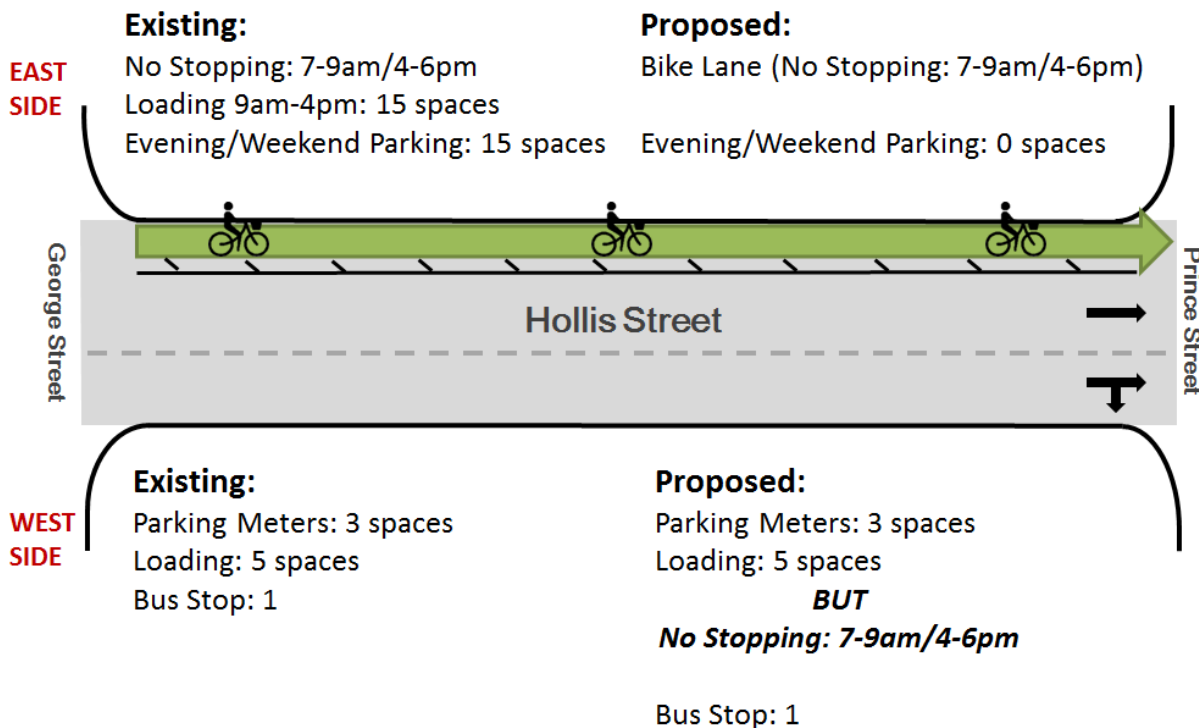 Existing:
No Stopping: 7-9am/4-6pm
Loading 9am-4pm: 15 spaces
Evening/Weekend Parking: 15 spaces
Proposed:
Bike Lane (No Stopping: 7-9am/4-6pm)
Evening/Weekend Parking: 0 spaces
EAST
SIDE
George Street
Hollis Street
Prince Street
WEST
SIDE
Existing:
Parking Meters: 3 spaces
Loading: 5 spaces
Bus Stop: 1
Proposed:
Parking Meters: 3 spaces
Loading: 5 spaces
BUT
No Stopping: 7-9am/4-6pm
Bus Stop: 1